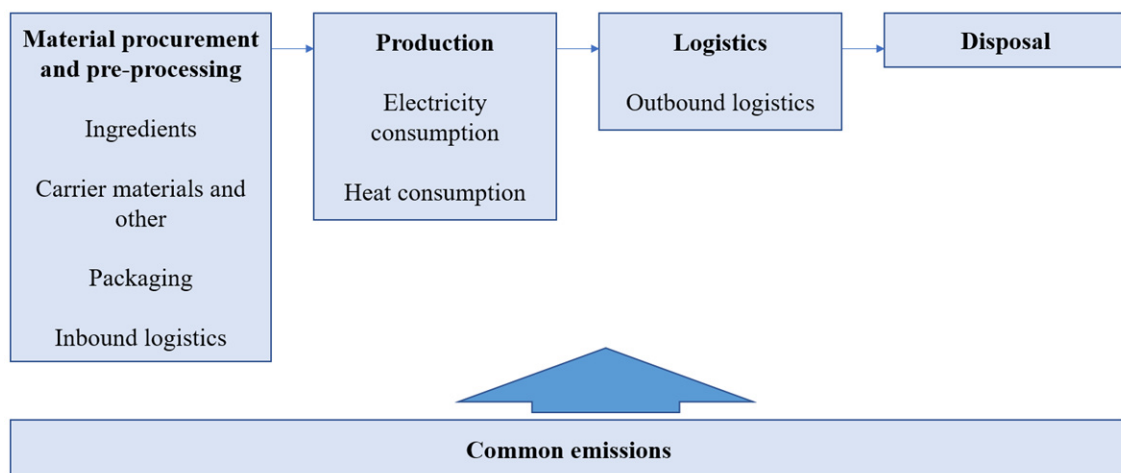 Material procurement
and pre-processing
Ingredients
Carrier materials and
other
Packaging
Inbound logistics
Production
Electricity
consumption
Heat consumption
Logistics
Outbound logistics
Disposal
Common emissions